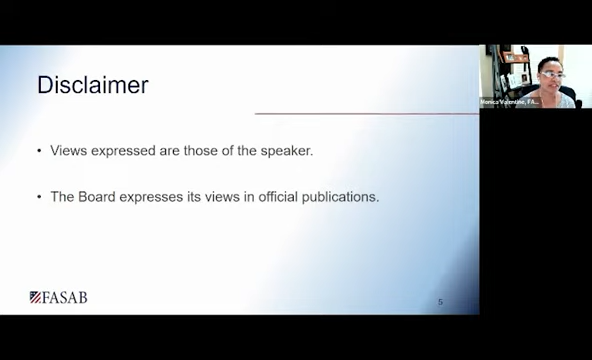 Disclaimer
Monica Valentine, FA...
• Views expressed are those of the speaker.
• The Board expresses its views in official publications.
FASAB
5